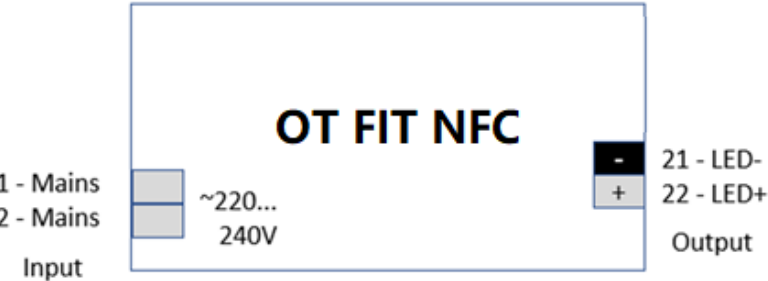 OT FIT NFC
1 - Mains
2 - Mains
Input
~220...
240V
-
+
21 - LED-
22 - LED+
Output